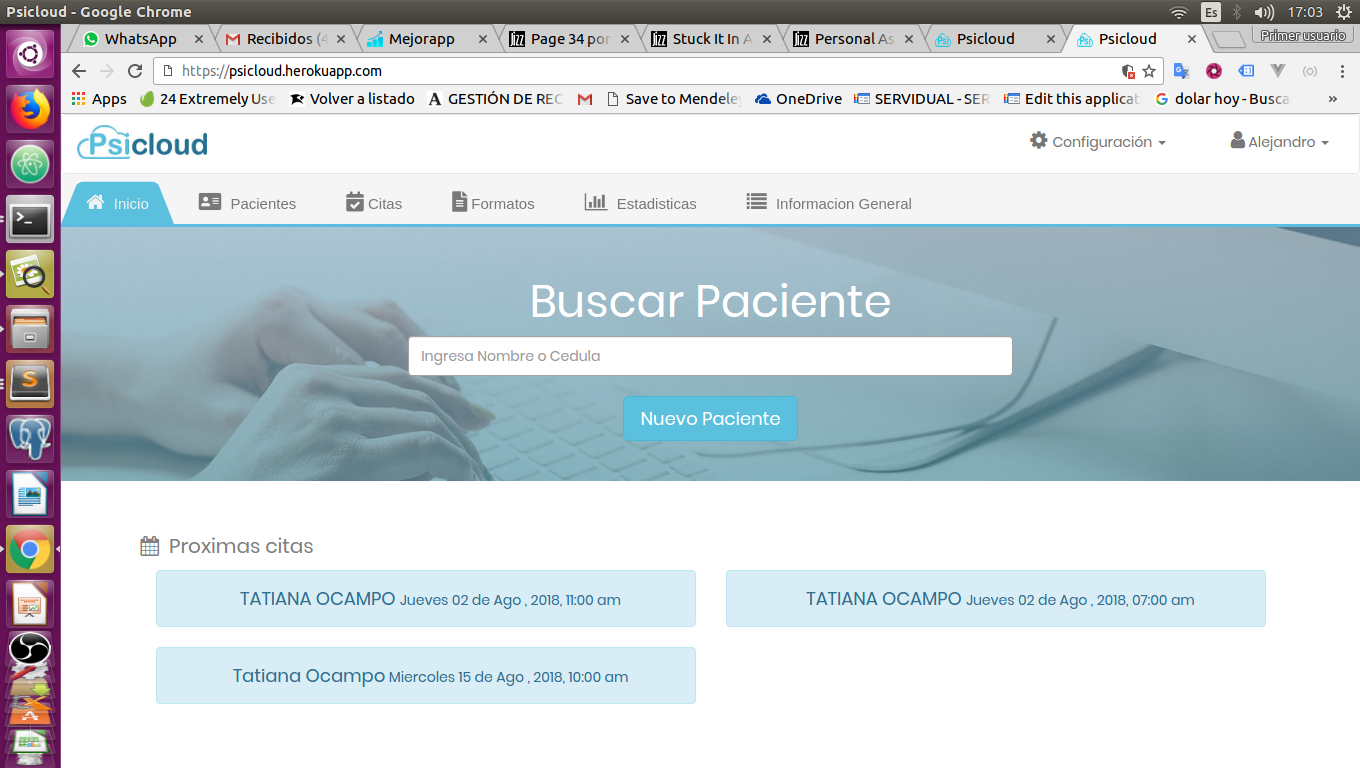 Psicloud - Google Chrome
Es
17:03
WhatsApp
Recibidos (4
Mejorapp
Page 34 por
Stuck It In A
Personal As
Psicloud
Psicloud
Primer usuario
https://psicloud.herokuapp.com
Apps
24 Extremely Use
Volver a listado
GESTIÓN DE REC
Save to Mendeley
OneDrive
SERVIDUAL - SER
Edit this applicat
dolar hoy - Busca
»
Psicloud
Configuración
Alejandro
Inicio
Pacientes
Citas
Formatos
Estadisticas
Informacion General
Buscar Paciente
Ingresa Nombre o Cedula
Nuevo Paciente
Proximas citas
TATIANA OCAMPO Jueves 02 de Ago , 2018, 11:00 am
TATIANA OCAMPO Jueves 02 de Ago , 2018, 07:00 am
Tatiana Ocampo Miercoles 15 de Ago , 2018, 10:00 am